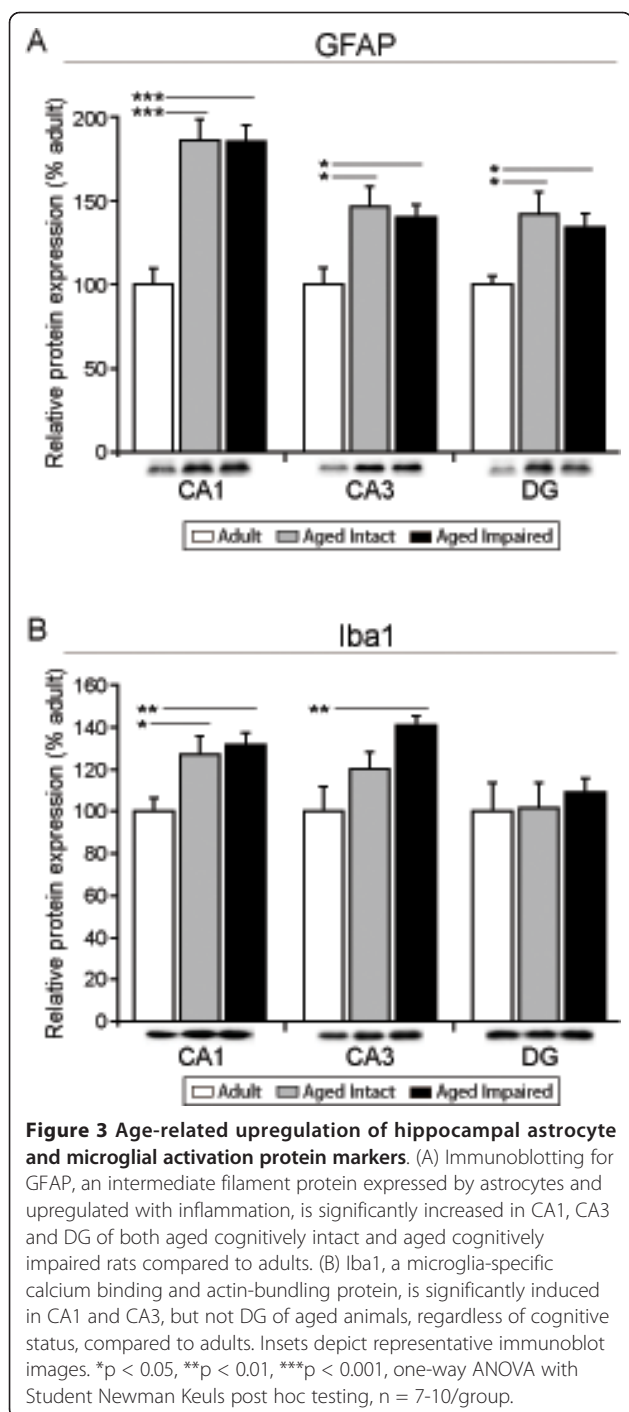 A
GFAP
Relative protein expression (% adult)
200
150
100
50
0
***
***
*
*
*
*
CA1 CA3 DG
Adult Aged Intact Aged Impaired
B
Iba1
Relative protein expression (% adult)
160
140
120
100
80
60
40
20
0
**
*
**
CA1 CA3 DG
Adult Aged Intact Aged Impaired
Figure 3 Age-related upregulation of hippocampal astrocyte
and microglial activation protein markers. (A) Immunoblotting for
GFAP, an intermediate filament protein expressed by astrocytes and
upregulated with inflammation, is significantly increased in CA1, CA3
and DG of both aged cognitively intact and aged cognitively
impaired rats compared to adults. (B) Iba1, a microglia-specific
calcium binding and actin-bundling protein, is significantly induced
in CA1 and CA3, but not DG of aged animals, regardless of cognitive
status, compared to adults. Insets depict representative immunoblot
images. *p < 0.05, **p < 0.01, ***p < 0.001, one-way ANOVA with
Student Newman Keuls post hoc testing, n = 7-10/group.